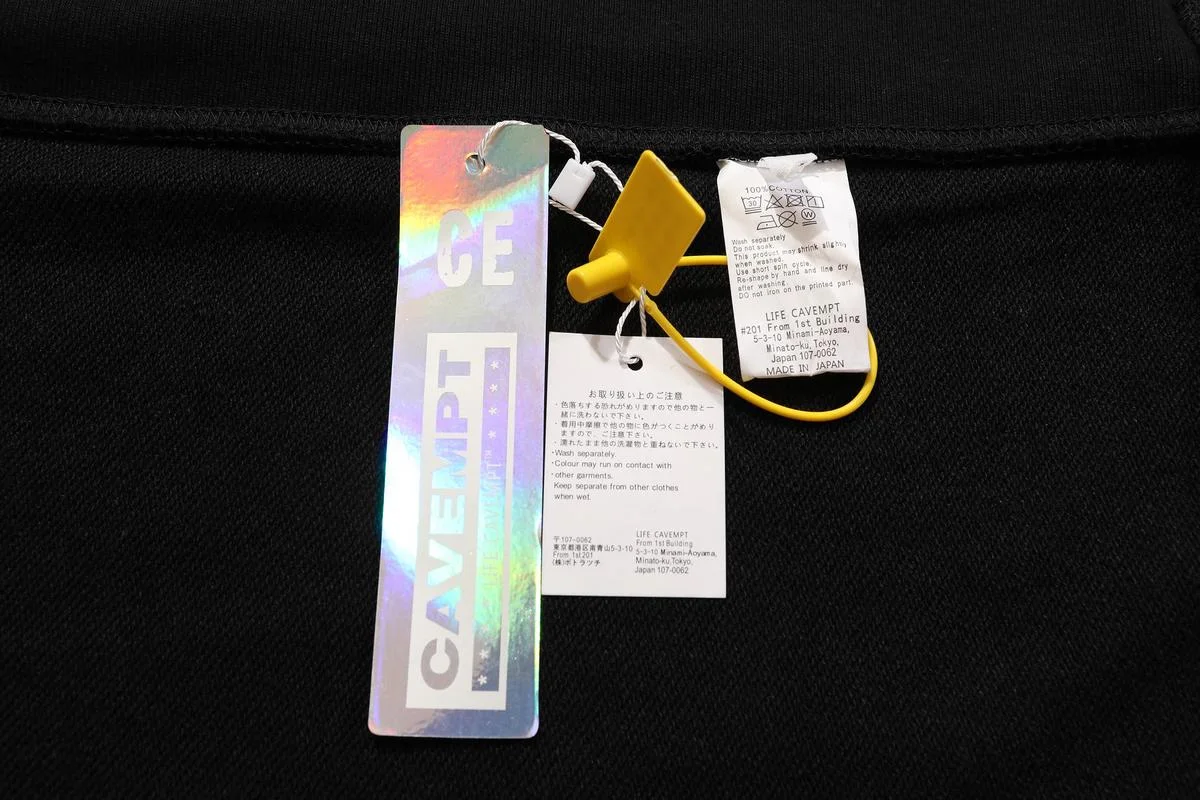 CE
CAVEMPT
LIFE CAVEMPT™
お取り扱い上のご注意
・色落ちする恐れがめりますので他の物と一
緒に洗わないで下さい。
・着用中摩擦で他の物に色がつくことがめり
ますので、ご注意下さい。
・濡れたまま他の洗濯物と重ねないで下さい。
・Wash separately.
・Colour may run on contact with
・other garments.
Keep separate from other clothes
when wet.
〒107-0062
東京都港区南青山5-3-10
From 1st201
(株)ポトラツチ
LIFE CAVEMPT
From 1st Building
5-3-10 Minami-Aoyama,
Minato-ku,Tokyo,
Japan 107-0062
100%COTTON
30
W
Wash separately
Do not soak.
This product may shrink slightly
when washed.
Use short spin cycle.
Re-shape by hand and line dry
after washing.
DO not iron on the printed part.
LIFE CAVEMPT
#201 From 1st Building
5-3-10 Minami-Aoyama,
Minato-ku,Tokyo,
Japan 107-0062
MADE IN JAPAN